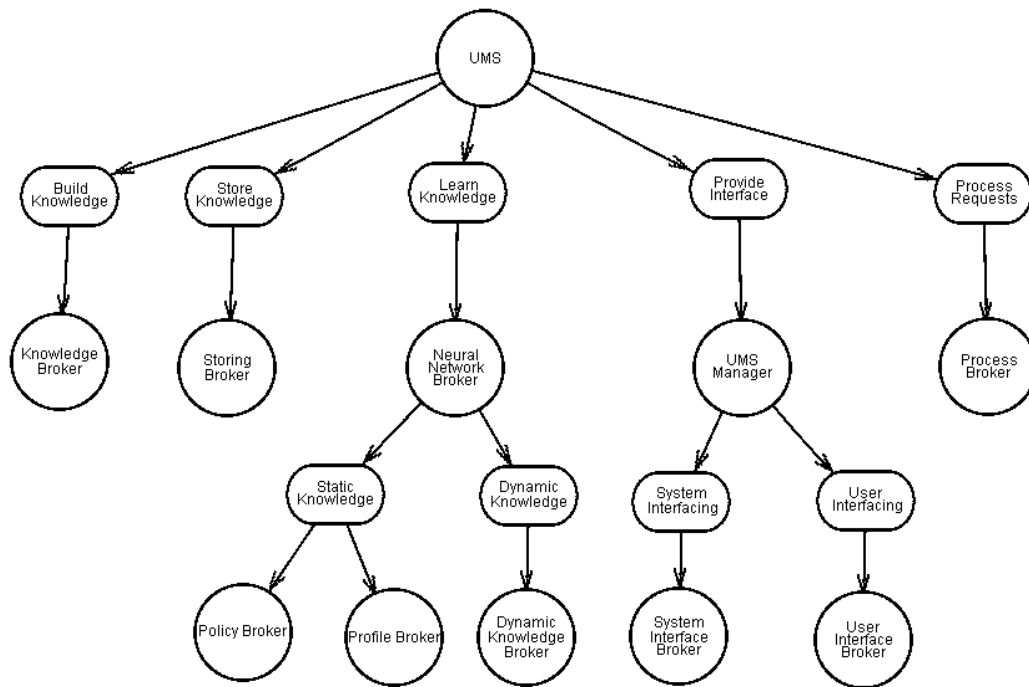 UMS
Build
Knowledge
Store
Knowledge
Learn
Knowledge
Provide
Interface
Process
Requests
Knowledge
Broker
Storing
Broker
Neural
Network
Broker
UMS
Manager
Process
Broker
Static
Knowledge
Dynamic
Knowledge
System
Interfacing
User
Interfacing
Policy Broker
Profile Broker
Dynamic
Knowledge
Broker
System
Interface
Broker
User
Interface
Broker